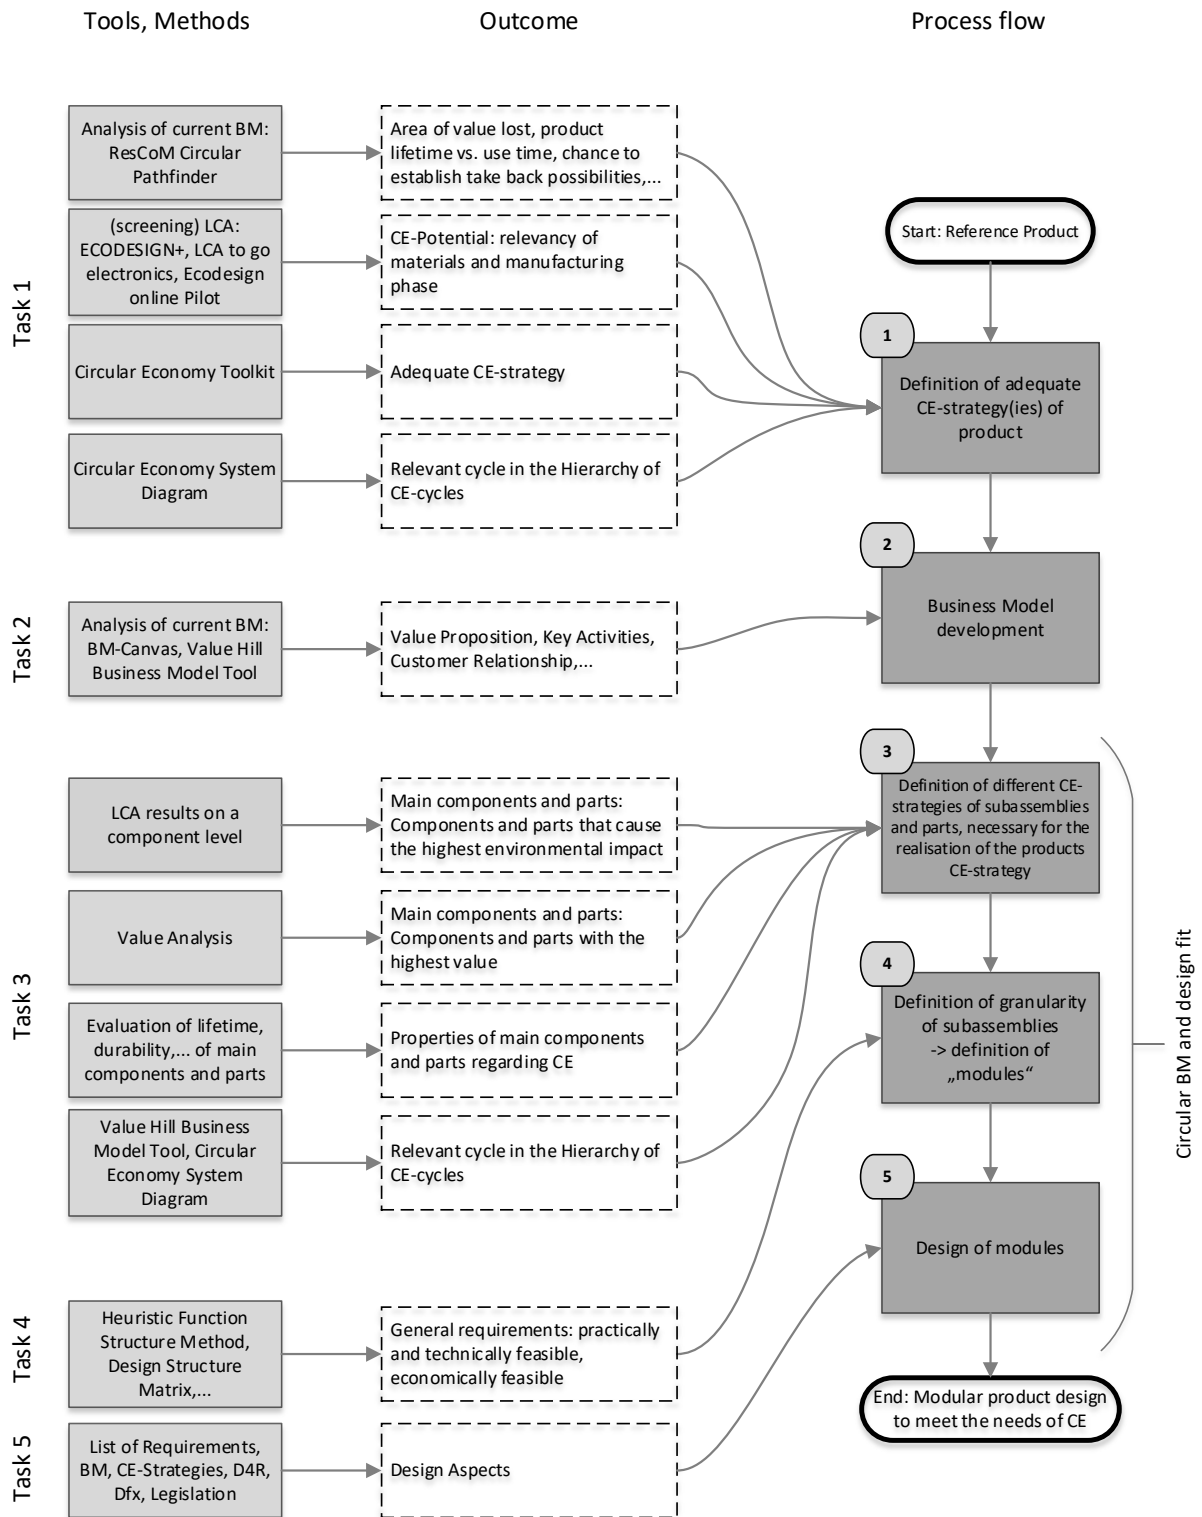 Tools, Methods
Outcome
Process flow
Task 1
Analysis of current BM:
ResCoM Circular
Pathfinder
Area of value lost, product
lifetime vs. use time, chance to
establish take back possibilities,...
(screening) LCA:
ECODESIGN+, LCA to go
electronics, Ecodesign
online Pilot
CE-Potential: relevancy of
materials and manufacturing
phase
Circular Economy Toolkit
Adequate CE-strategy
Circular Economy System
Diagram
Relevant cycle in the Hierarchy of
CE-cycles
Start: Reference Product
1
Definition of adequate
CE-strategy(ies) of
product
Task 2
Analysis of current BM:
BM-Canvas, Value Hill
Business Model Tool
Value Proposition, Key Activities,
Customer Relationship,...
2
Business Model
development
Task 3
LCA results on a
component level
Main components and parts:
Components and parts that cause
the highest environmental impact
Value Analysis
Main components and parts:
Components and parts with the
highest value
Evaluation of lifetime,
durability,... of main
components and parts
Properties of main components
and parts regarding CE
Value Hill Business
Model Tool, Circular
Economy System
Diagram
Relevant cycle in the Hierarchy of
CE-cycles
3
Definition of different CE-
strategies of subassemblies
and parts, necessary for the
realisation of the products
CE-strategy
4
Definition of granularity
of subassemblies
-> definition of
„modules“
5
Design of modules
Circular BM and design fit
Task 4
Heuristic Function
Structure Method,
Design Structure
Matrix,...
General requirements: practically
and technically feasible,
economically feasible
End: Modular product design
to meet the needs of CE
Task 5
List of Requirements,
BM, CE-Strategies, D4R,
Dfx, Legislation
Design Aspects